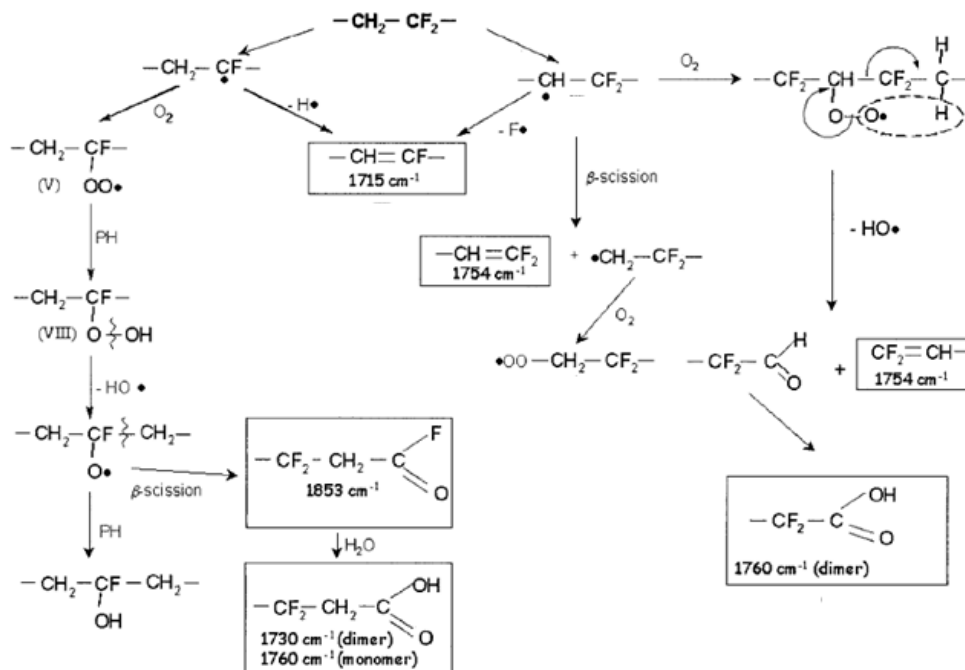 —CH₂—CF₂—
—CH₂—CF—
•
O₂
- H•
—CH—CF₂—
•
O₂
- F•
H
—CF₂—CH—CF₂—C—
H
O—O•
—CH₂—CF—
(V) OO•
—CH=CF—
1715 cm⁻¹
β-scission
PH
- HO•
—CH=CF₂
1754 cm⁻¹
+ •CH₂—CF₂—
O₂
—CH₂—CF—
(VIII) O—OH
•OO—CH₂—CF₂—
H
—CF₂—C
O
+
CF₂=CH—
1754 cm⁻¹
- HO •
—CH₂—CF—CH₂—
O•
β-scission
F
—CF₂—CH₂—C
1853 cm⁻¹ O
PH
H₂O
OH
—CF₂—C
O
1760 cm⁻¹ (dimer)
—CH₂—CF—CH₂—
OH
OH
—CF₂—CH₂—C
O
1730 cm⁻¹ (dimer)
1760 cm⁻¹ (monomer)